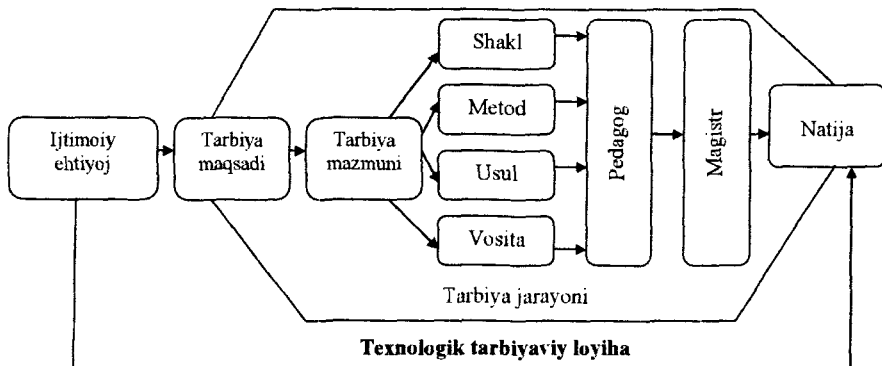 Ijtimoiy
ehtiyoj
Tarbiya
maqsadi
Tarbiya
mazmuni
Shakl
Metod
Usul
Vosita
Pedagog
Magistr
Natija
Tarbiya jarayoni
Texnologik tarbiyaviy loyiha